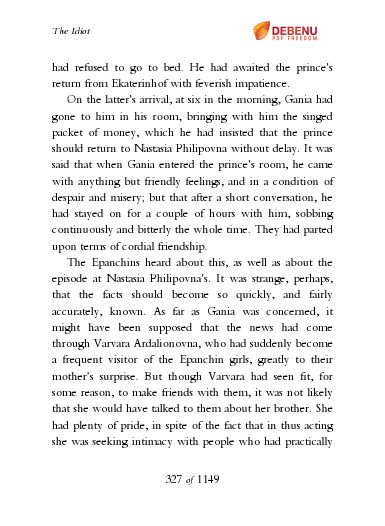 The Idiot
DEBENU
PDF FREEDOM
had refused to go to bed. He had awaited the prince's
return from Ekaterinhof with feverish impatience.
On the latter's arrival, at six in the morning, Gania had
gone to him in his room, bringing with him the singed
packet of money, which he had insisted that the prince
should return to Nastasia Philipovna without delay. It was
said that when Gania entered the prince's room, he came
with anything but friendly feelings, and in a condition of
despair and misery; but that after a short conversation, he
had stayed on for a couple of hours with him, sobbing
continuously and bitterly the whole time. They had parted
upon terms of cordial friendship.
The Epanchins heard about this, as well as about the
episode at Nastasia Philipovna's. It was strange, perhaps,
that the facts should become so quickly, and fairly
accurately, known. As far as Gania was concerned, it
might have been supposed that the news had come
through Varvara Ardalionovna, who had suddenly become
a frequent visitor of the Epanchin girls, greatly to their
mother's surprise. But though Varvara had seen fit, for
some reason, to make friends with them, it was not likely
that she would have talked to them about her brother. She
had plenty of pride, in spite of the fact that in thus acting
she was seeking intimacy with people who had practically
327 of 1149